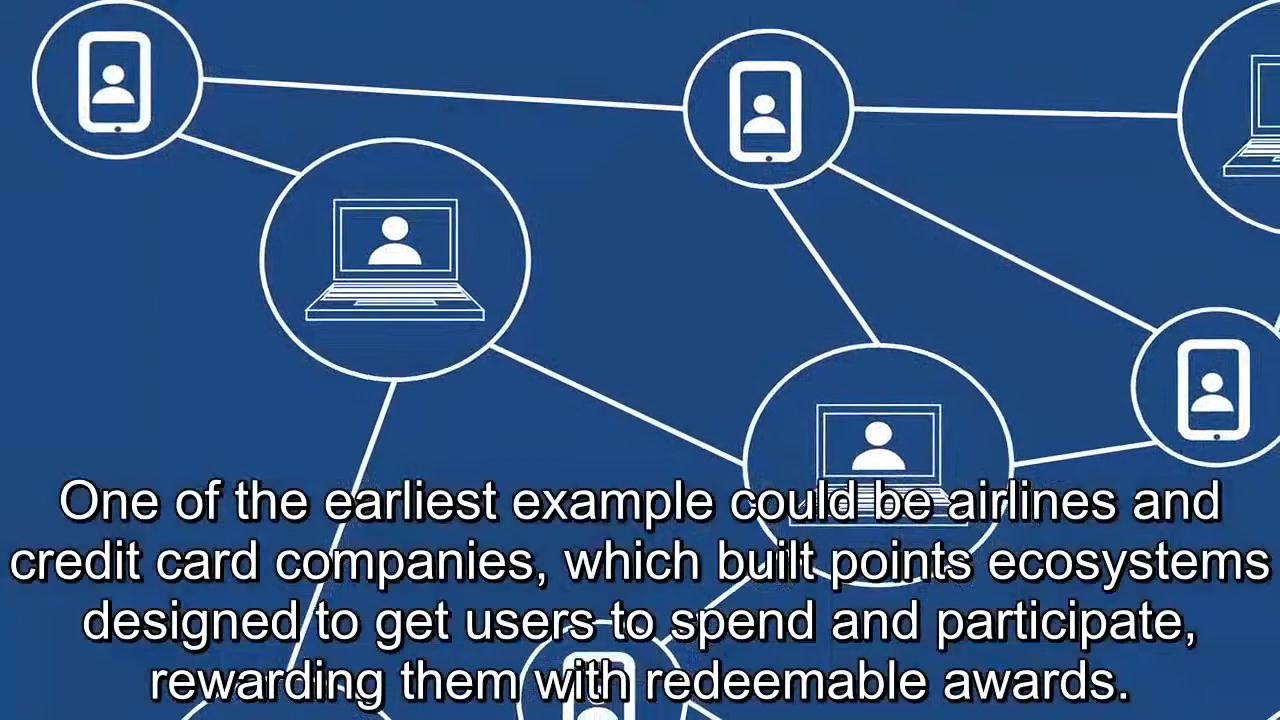 One of the earliest example could be airlines and
credit card companies, which built points ecosystems
designed to get users to spend and participate,
rewarding them with redeemable awards.